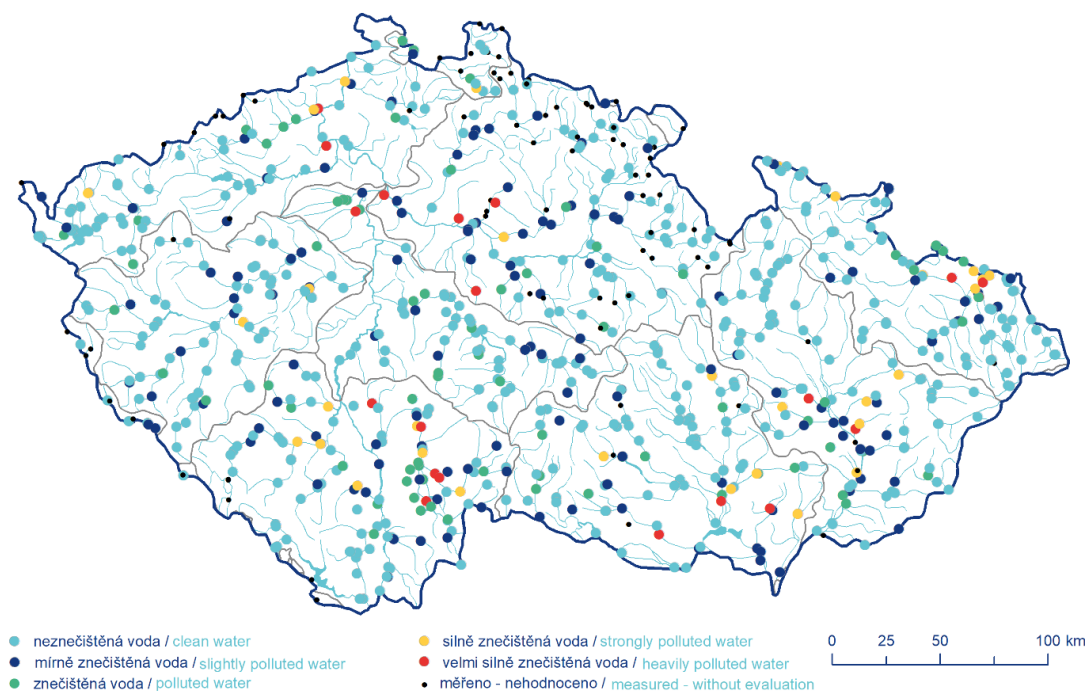 neznečištěná voda / clean water
mírně znečištěná voda / slightly polluted water
znečištěná voda / polluted water
silně znečištěná voda / strongly polluted water
velmi silně znečištěná voda / heavily polluted water
měřeno - nehodnoceno / measured - without evaluation
0 25 50 100 km